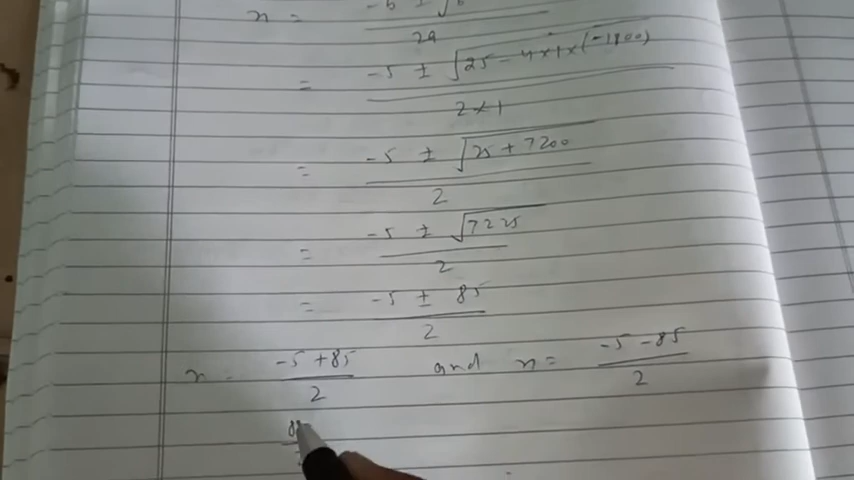 x = -b ± √b
2a
= -5 ± √25 - 4×1×(-1800)
2×1
= -5 ± √25 + 7200
2
= -5 ± √7225
2
= -5 ± 85
2
x = -5 + 85 and x = -5 - 85
2 2